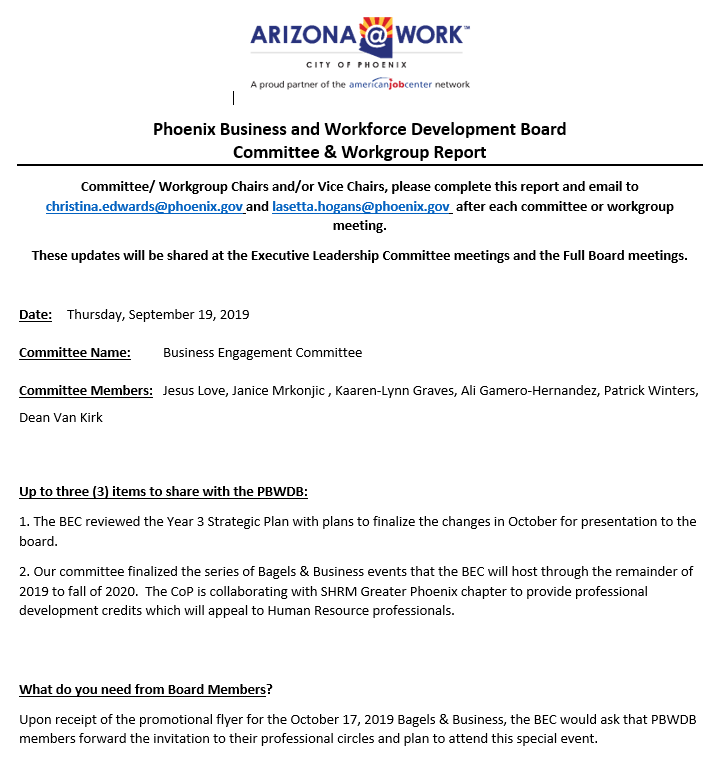 ARIZONA@WORK™
CITY OF PHOENIX
A proud partner of the americanjobcenter network
Phoenix Business and Workforce Development Board
Committee & Workgroup Report
Committee/ Workgroup Chairs and/or Vice Chairs, please complete this report and email to
christina.edwards@phoenix.gov and lasetta.hogans@phoenix.gov  after each committee or workgroup
meeting.
These updates will be shared at the Executive Leadership Committee meetings and the Full Board meetings.
Date: Thursday, September 19, 2019
Committee Name: Business Engagement Committee
Committee Members: Jesus Love, Janice Mrkonjic , Kaaren-Lynn Graves, Ali Gamero-Hernandez, Patrick Winters,
Dean Van Kirk
Up to three (3) items to share with the PBWDB:
1. The BEC reviewed the Year 3 Strategic Plan with plans to finalize the changes in October for presentation to the
board.
2. Our committee finalized the series of Bagels & Business events that the BEC will host through the remainder of
2019 to fall of 2020.  The CoP is collaborating with SHRM Greater Phoenix chapter to provide professional
development credits which will appeal to Human Resource professionals.
What do you need from Board Members?
Upon receipt of the promotional flyer for the October 17, 2019 Bagels & Business, the BEC would ask that PBWDB
members forward the invitation to their professional circles and plan to attend this special event.